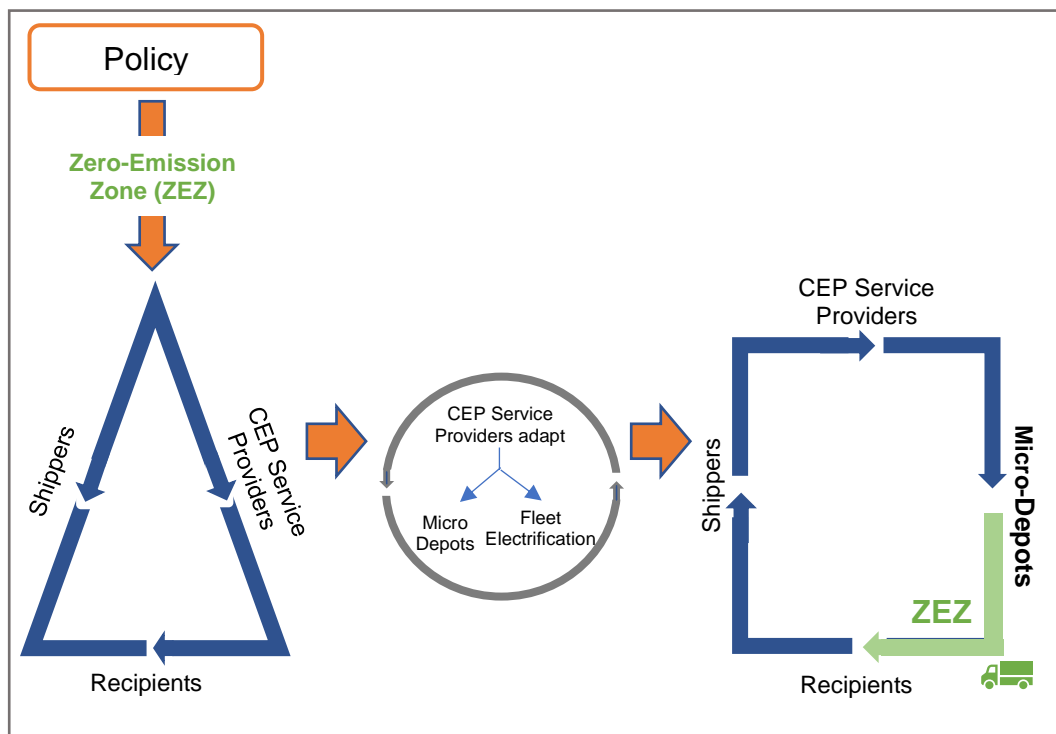 Policy
Zero-Emission
Zone (ZEZ)
Shippers
CEP Service
Providers
Recipients
CEP Service
Providers adapt
Micro
Depots
Fleet
Electrification
CEP Service
Providers
Shippers
Micro-Depots
ZEZ
Recipients